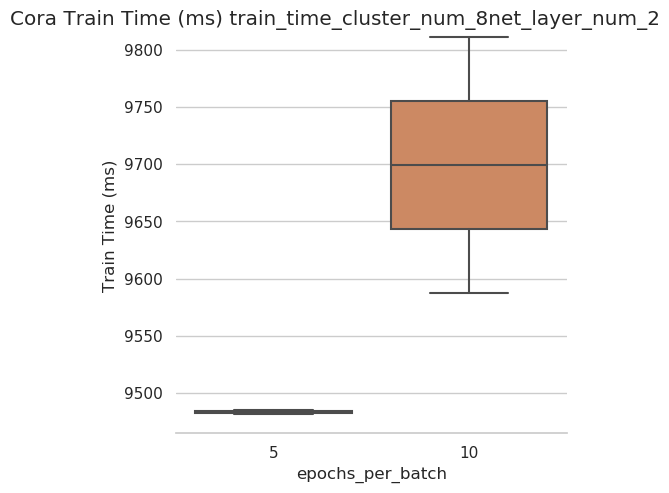 Cora Train Time (ms) train_time_cluster_num_8net_layer_num_2
9800
9750
9700
9650
9600
9550
9500
Train Time (ms)
5 10
epochs_per_batch